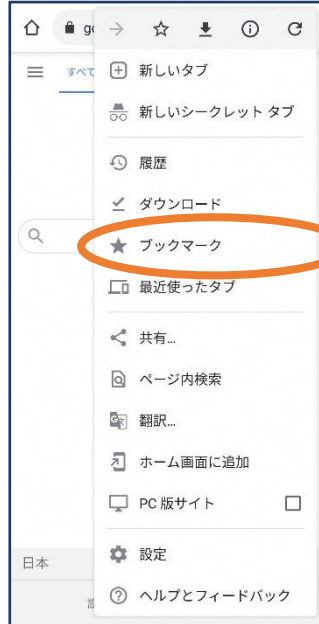 すべて
新しいタブ
新しいシークレット タブ
履歴
ダウンロード
ブックマーク
最近使ったタブ
共有...
ページ内検索
翻訳...
ホーム画面に追加
PC 版サイト
設定
ヘルプとフィードバック
日本